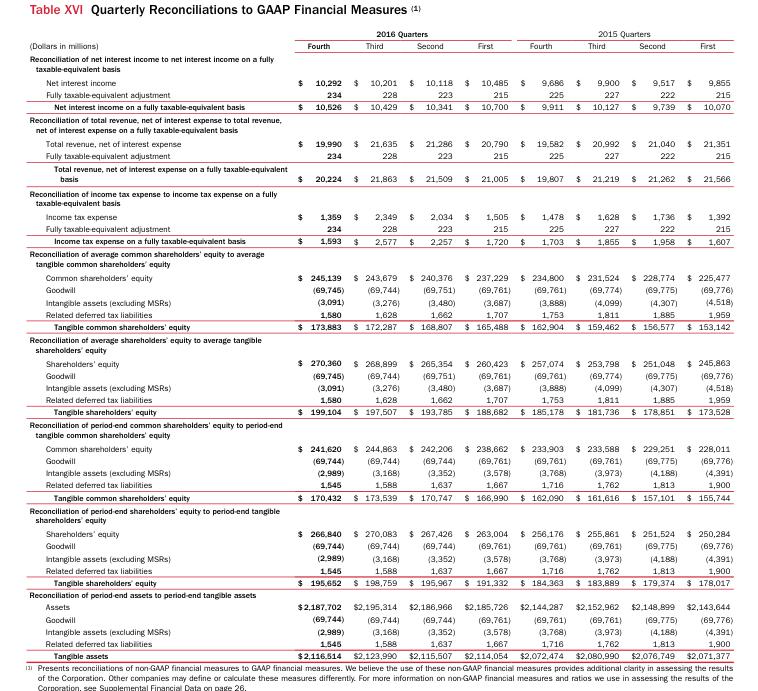 Table XVI Quarterly Reconciliations to GAAP Financial Measures (1)
2016 Quarters 2015 Quarters
(Dollars in millions) Fourth Third Second First Fourth Third Second First
Reconciliation of net interest income to net interest income on a fully
taxable-equivalent basis
Net interest income $ 10,292 $ 10,201 $ 10,118 $ 10,485 $ 9,686 $ 9,900 $ 9,517 $ 9,855
Fully taxable-equivalent adjustment 234 228 223 215 225 227 222 215
Net interest income on a fully taxable-equivalent basis $ 10,526 $ 10,429 $ 10,341 $ 10,700 $ 9,911 $ 10,127 $ 9,739 $ 10,070
Reconciliation of total revenue, net of interest expense to total revenue,
net of interest expense on a fully taxable-equivalent basis
Total revenue, net of interest expense $ 19,990 $ 21,635 $ 21,286 $ 20,790 $ 19,582 $ 20,992 $ 21,040 $ 21,351
Fully taxable-equivalent adjustment 234 228 223 215 225 227 222 215
Total revenue, net of interest expense on a fully taxable-equivalent
basis $ 20,224 $ 21,863 $ 21,509 $ 21,005 $ 19,807 $ 21,219 $ 21,262 $ 21,566
Reconciliation of income tax expense to income tax expense on a fully
taxable-equivalent basis
Income tax expense $ 1,359 $ 2,349 $ 2,034 $ 1,505 $ 1,478 $ 1,628 $ 1,736 $ 1,392
Fully taxable-equivalent adjustment 234 228 223 215 225 227 222 215
Income tax expense on a fully taxable-equivalent basis $ 1,593 $ 2,577 $ 2,257 $ 1,720 $ 1,703 $ 1,855 $ 1,958 $ 1,607
Reconciliation of average common shareholders' equity to average
tangible common shareholders' equity
Common shareholders' equity $ 245,139 $ 243,679 $ 240,376 $ 237,229 $ 234,800 $ 231,524 $ 228,774 $ 225,477
Goodwill (69,745) (69,744) (69,751) (69,761) (69,761) (69,774) (69,775) (69,776)
Intangible assets (excluding MSRs) (3,091) (3,276) (3,480) (3,687) (3,888) (4,099) (4,307) (4,518)
Related deferred tax liabilities 1,580 1,628 1,662 1,707 1,753 1,811 1,885 1,959
Tangible common shareholders' equity $ 173,883 $ 172,287 $ 168,807 $ 165,488 $ 162,904 $ 159,462 $ 156,577 $ 153,142
Reconciliation of average shareholders' equity to average tangible
shareholders' equity
Shareholders' equity $ 270,360 $ 268,899 $ 265,354 $ 260,423 $ 257,074 $ 253,798 $ 251,048 $ 245,863
Goodwill (69,745) (69,744) (69,751) (69,761) (69,761) (69,774) (69,775) (69,776)
Intangible assets (excluding MSRs) (3,091) (3,276) (3,480) (3,687) (3,888) (4,099) (4,307) (4,518)
Related deferred tax liabilities 1,580 1,628 1,662 1,707 1,753 1,811 1,885 1,959
Tangible shareholders' equity $ 199,104 $ 197,507 $ 193,785 $ 188,682 $ 185,178 $ 181,736 $ 178,851 $ 173,528
Reconciliation of period-end common shareholders' equity to period-end
tangible common shareholders' equity
Common shareholders' equity $ 241,620 $ 244,863 $ 242,206 $ 238,662 $ 233,903 $ 233,588 $ 229,251 $ 228,011
Goodwill (69,744) (69,744) (69,744) (69,761) (69,761) (69,761) (69,775) (69,776)
Intangible assets (excluding MSRs) (2,989) (3,168) (3,352) (3,578) (3,768) (3,973) (4,188) (4,391)
Related deferred tax liabilities 1,545 1,588 1,637 1,667 1,716 1,762 1,813 1,900
Tangible common shareholders' equity $ 170,432 $ 173,539 $ 170,747 $ 166,990 $ 162,090 $ 161,616 $ 157,101 $ 155,744
Reconciliation of period-end shareholders' equity to period-end tangible
shareholders' equity
Shareholders' equity $ 266,840 $ 270,083 $ 267,426 $ 263,004 $ 256,176 $ 255,861 $ 251,524 $ 250,284
Goodwill (69,744) (69,744) (69,744) (69,761) (69,761) (69,761) (69,775) (69,776)
Intangible assets (excluding MSRs) (2,989) (3,168) (3,352) (3,578) (3,768) (3,973) (4,188) (4,391)
Related deferred tax liabilities 1,545 1,588 1,637 1,667 1,716 1,762 1,813 1,900
Tangible shareholders' equity $ 195,652 $ 198,759 $ 195,967 $ 191,332 $ 184,363 $ 183,889 $ 179,374 $ 178,017
Reconciliation of period-end assets to period-end tangible assets
Assets $ 2,187,702 $ 2,195,314 $ 2,186,966 $ 2,185,726 $ 2,144,287 $ 2,152,962 $ 2,148,899 $ 2,143,644
Goodwill (69,744) (69,744) (69,744) (69,761) (69,761) (69,761) (69,775) (69,776)
Intangible assets (excluding MSRs) (2,989) (3,168) (3,352) (3,578) (3,768) (3,973) (4,188) (4,391)
Related deferred tax liabilities 1,545 1,588 1,637 1,667 1,716 1,762 1,813 1,900
Tangible assets $ 2,116,514 $ 2,123,990 $ 2,115,507 $ 2,114,054 $ 2,072,474 $ 2,080,990 $ 2,076,749 $ 2,071,377
(1) Presents reconciliations of non-GAAP financial measures to GAAP financial measures. We believe the use of these non-GAAP financial measures provides additional clarity in assessing the results
of the Corporation. Other companies may define or calculate these measures differently. For more information on non-GAAP financial measures and ratios we use in assessing the results of the
Corporation, see Supplemental Financial Data on page 26.